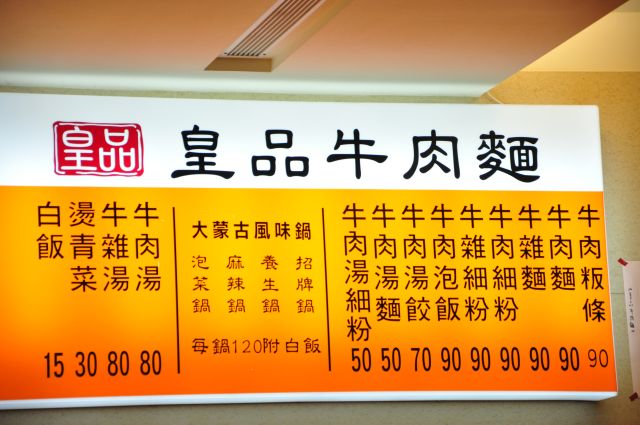 皇品
皇品牛肉麵
牛肉粄條 90
牛肉麵 90
牛雜麵 90
牛肉細粉 90
牛雜細粉 90
牛肉泡飯 90
牛肉湯餃 70
牛肉湯麵 50
牛肉湯細粉 50
大蒙古風味鍋
招牌鍋
養生鍋
麻辣鍋
泡菜鍋
每鍋120附白飯
牛肉湯 80
牛雜湯 80
燙青菜 30
白飯 15